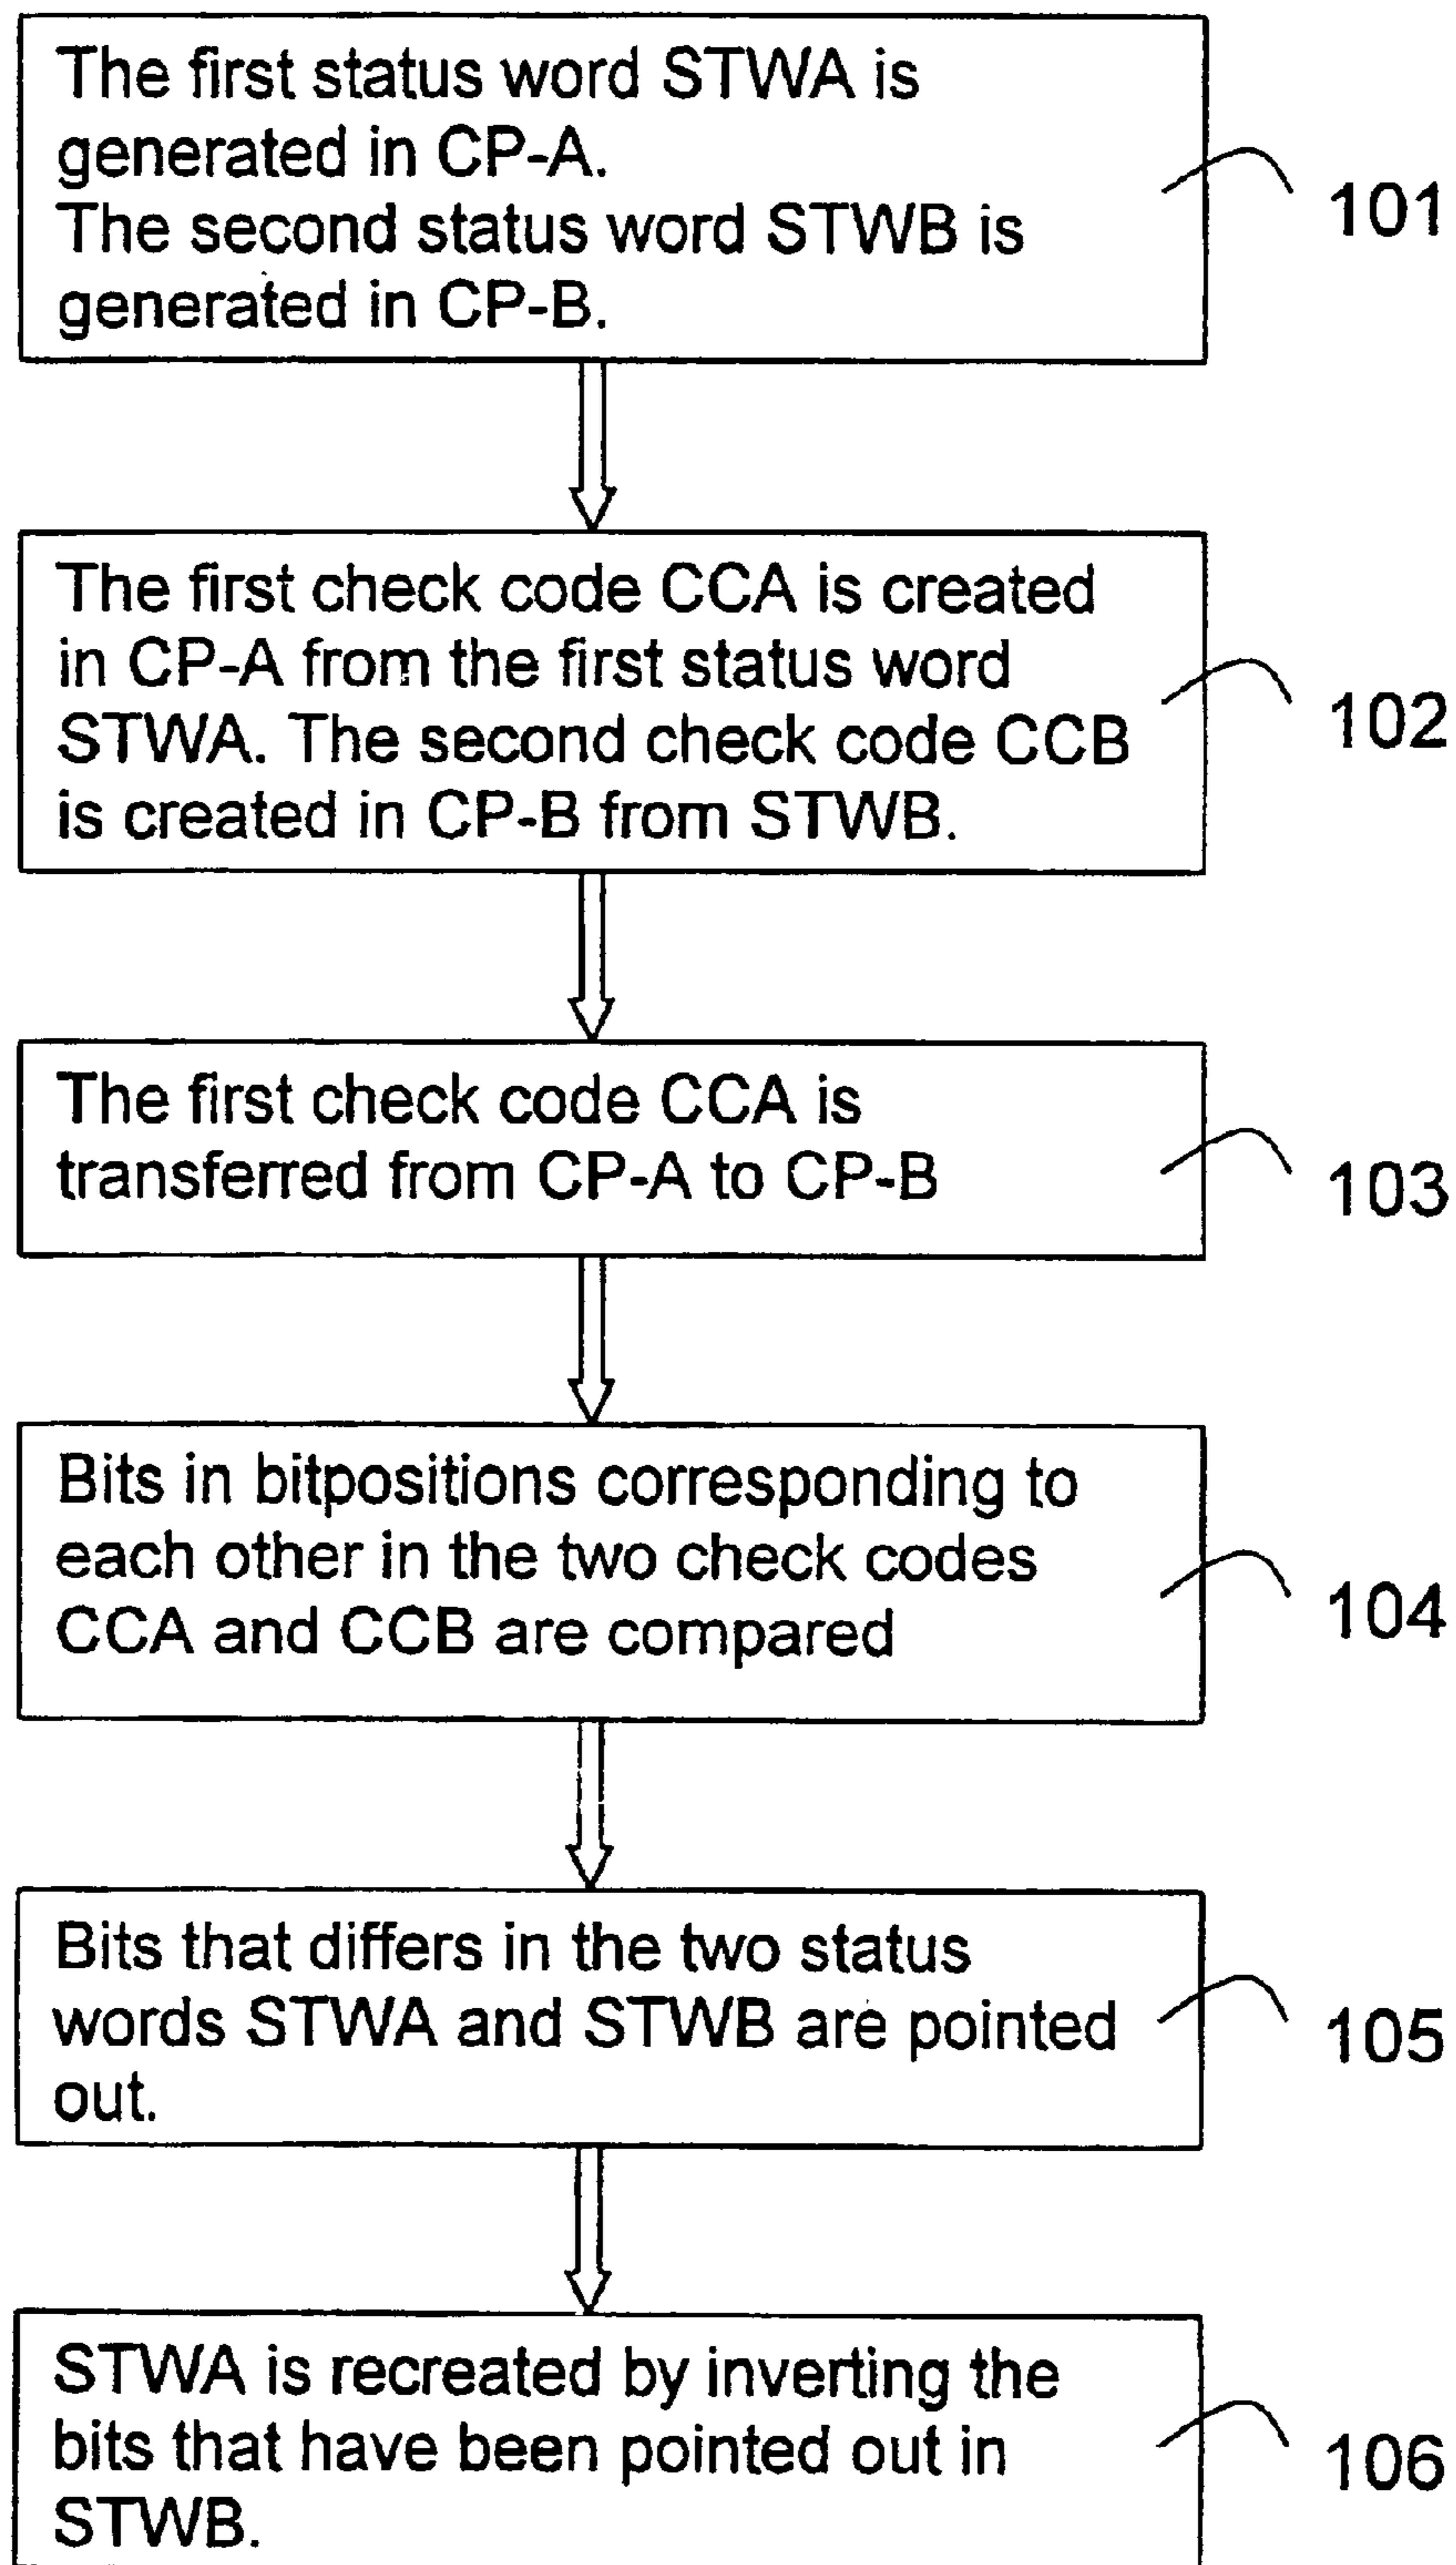 The first status word STWA is
generated in CP-A.
The second status word STWB is
generated in CP-B.
101
The first check code CCA is created
in CP-A from the first status word
STWA. The second check code CCB
is created in CP-B from STWB.
102
The first check code CCA is
transferred from CP-A to CP-B
103
Bits in bitpositions corresponding to
each other in the two check codes
CCA and CCB are compared
104
Bits that differs in the two status
words STWA and STWB are pointed
out.
105
STWA is recreated by inverting the
bits that have been pointed out in
STWB.
106